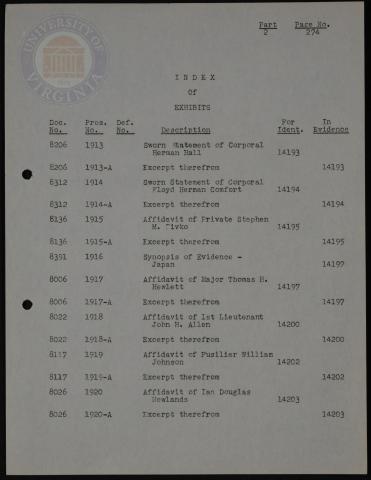 UNIVERSITY OF VIRGINIA
Part Page No.
2 274
I N D E X
Of
EXHIBITS
Doc. Pros. Def. For In
No. No. No. Description Ident. Evidence
8206 1913 Sworn Statement of Corporal
Herman Hall 14193
8206 1913-A Excerpt therefrom 14193
8312 1914 Sworn Statement of Corporal
Floyd Herman Comfort 14194
8312 1914-A Excerpt therefrom 14194
8136 1915 Affidavit of Private Stephen
M. 14195
8136 1915-A Excerpt therefrom 14195
8391 1916 Synopsis of Evidence -
Japan 14197
8006 1917 Affidavit of Major Thomas H.
Hewlett 14197
8006 1917-A Excerpt therefrom 14197
8022 1918 Affidavit of 1st Lieutenant
John H. Allen 14200
8022 1918-A Excerpt therefrom 14200
8117 1919 Affidavit of Fusilier William
Johnson 14202
8117 1919-A Excerpt therefrom 14202
8026 1920 Affidavit of Ian Douglas
Newlands 14203
8026 1920-A Excerpt therefrom 14203